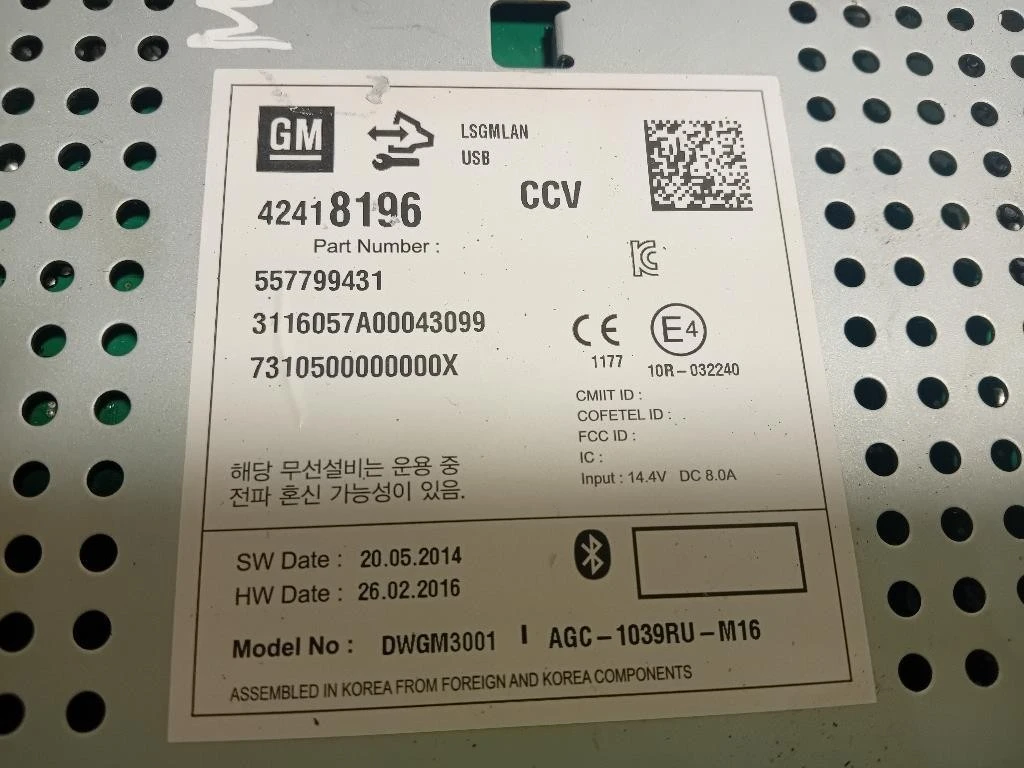 GM
LSGMLAN
USB
42418196
CCV
Part Number :
557799431
3116057A00043099
7310500000000X
CE
1177
E4
10R-032240
CMIIT ID :
COFETEL ID :
FCC ID :
IC :
Input : 14.4V DC 8.0A
해당 무선설비는 운용 중
전파 혼신 가능성이 있음.
SW Date : 20.05.2014
HW Date : 26.02.2016
Model No : DWGM3001 I AGC-1039RU-M16
ASSEMBLED IN KOREA FROM FOREIGN AND KOREA COMPONENTS